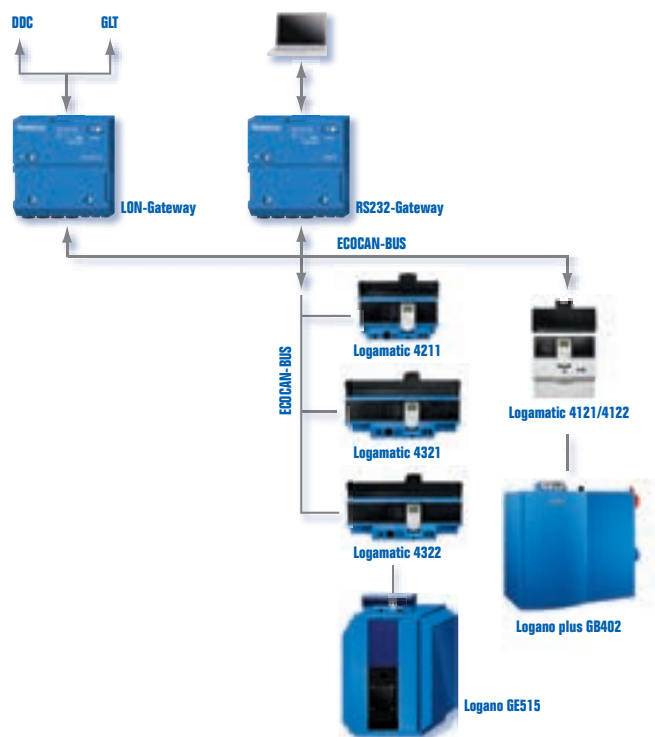 DDC
GLT
LON-Gateway
RS232-Gateway
ECOCAN-BUS
ECOCAN-BUS
Logamatic 4211
Logamatic 4321
Logamatic 4322
Logamatic 4121/4122
Logano plus GB402
Logano GE515